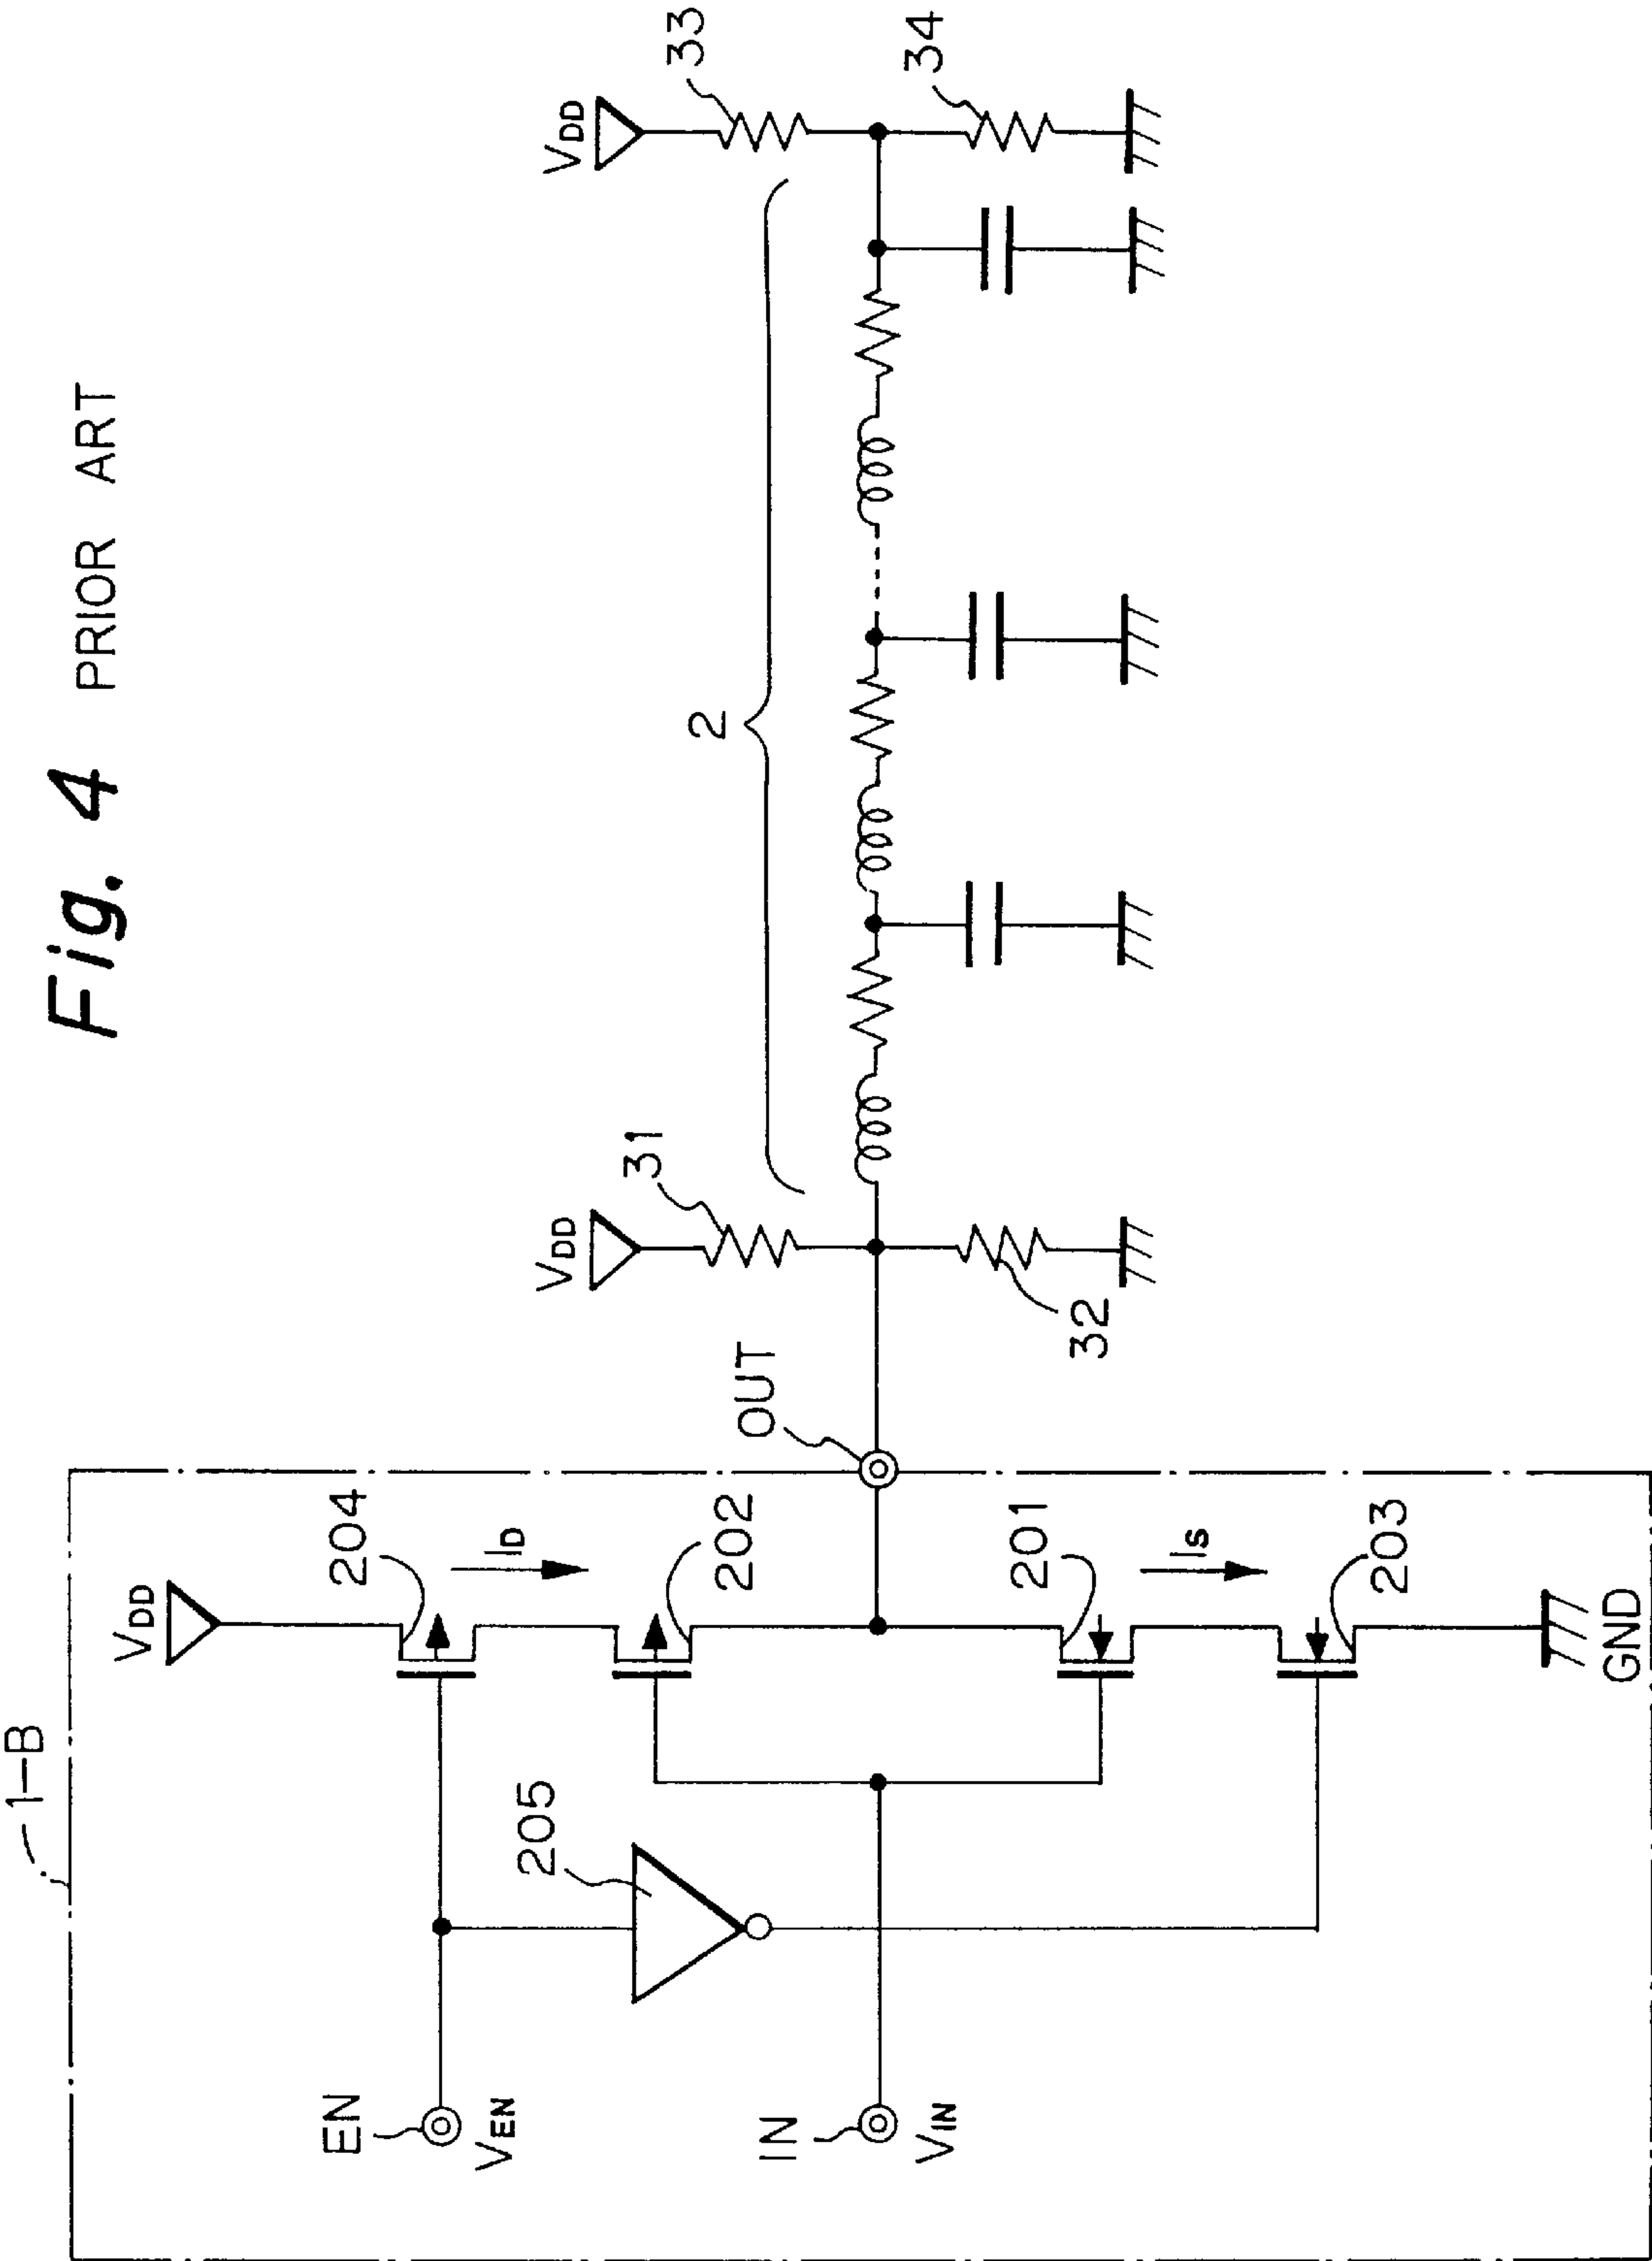 Fig. 4 PRIOR ART
1-B
VDD
204
ID
202
OUT
201
IS
203
GND
205
EN
VEN
IN
VIN
VDD
31
32
2
VDD
33
34